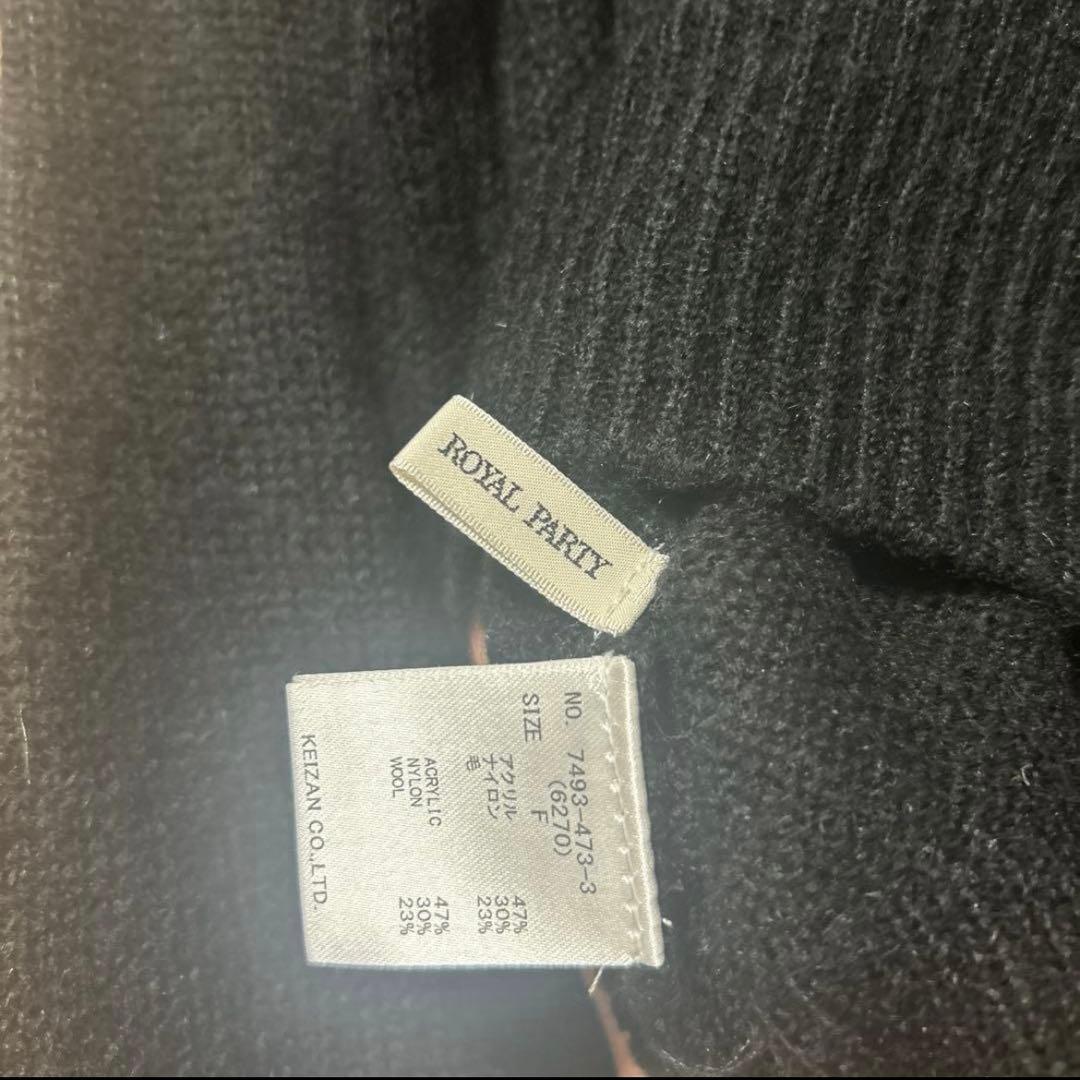 ROYAL PARTY
NO. 7493-473-3
(6270)
SIZE F
アクリル 47%
ナイロン 30%
毛 23%
ACRYLIC 47%
NYLON 30%
WOOL 23%
KEIZAN CO.,LTD.